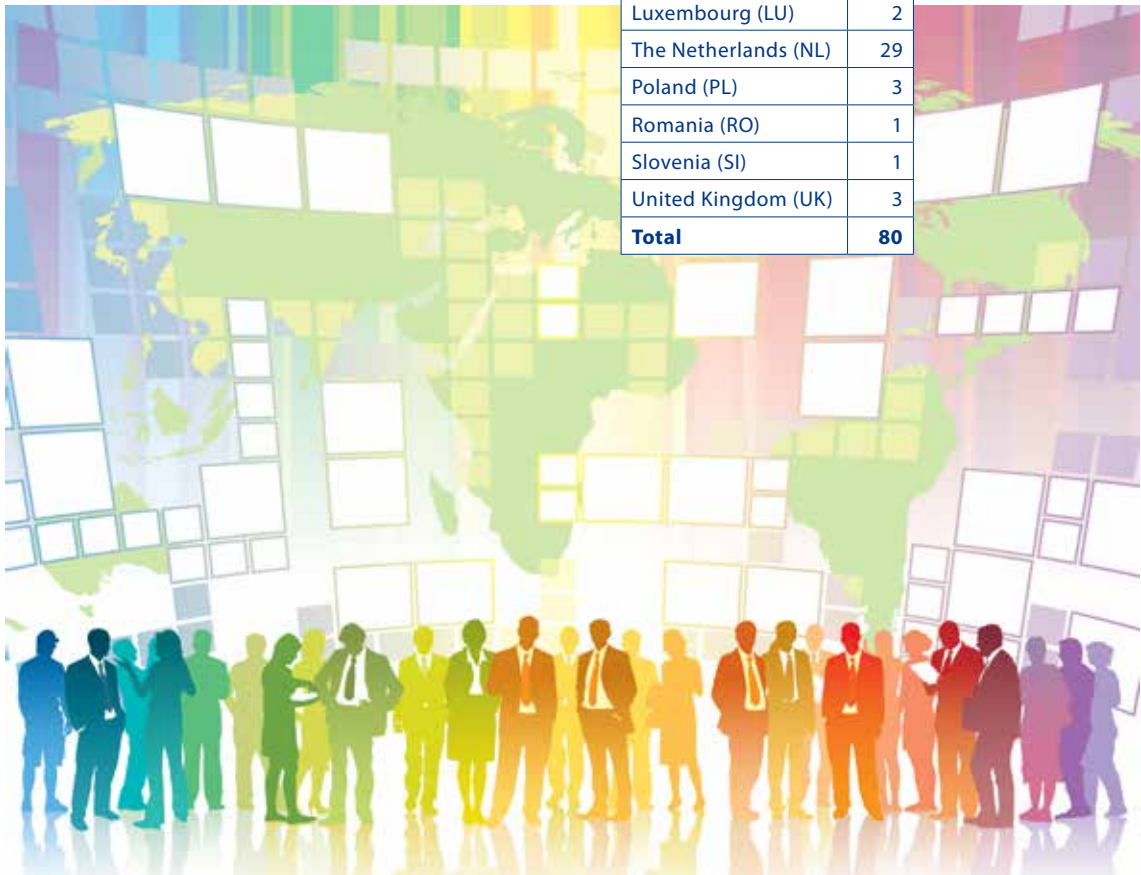 Luxembourg (LU) 2
The Netherlands (NL) 29
Poland (PL) 3
Romania (RO) 1
Slovenia (SI) 1
United Kingdom (UK) 3
Total 80